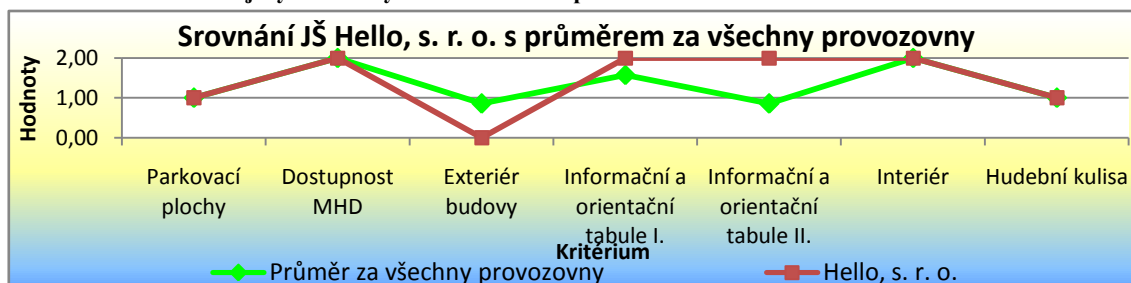 Srovnání JŠ Hello, s. r. o. s průměrem za všechny provozovny
Hodnoty
2,00
1,00
0,00
Parkovací plochy
Dostupnost MHD
Exteriér budovy
Informační a orientační tabule I.
Informační a orientační tabule II.
Interiér
Hudební kulisa
Kritérium
Průměr za všechny provozovny
Hello, s. r. o.